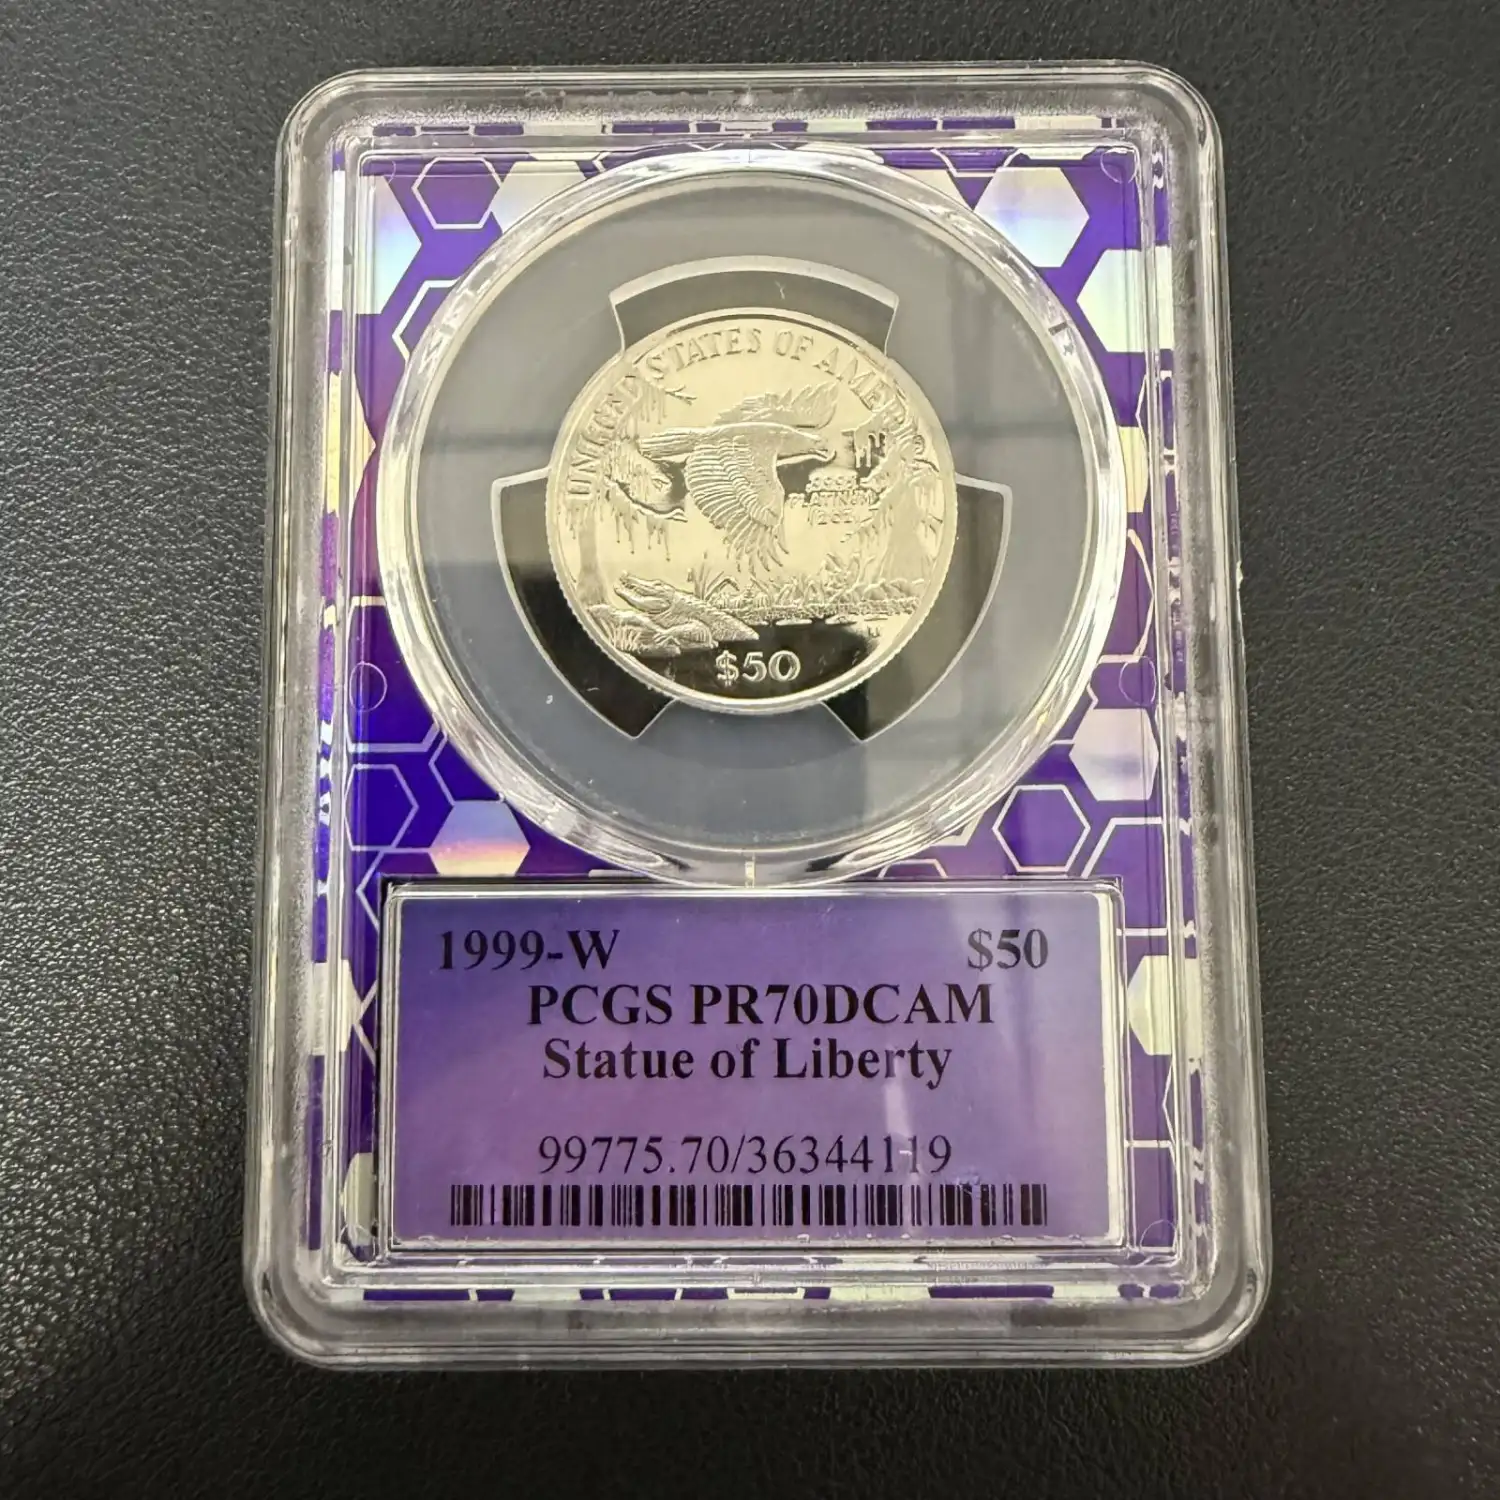 UNITED STATES OF AMERICA
.9995
PLATINUM
1/2 OZ.
$50
1999-W $50
PCGS PR70DCAM
Statue of Liberty
99775.70/36344119